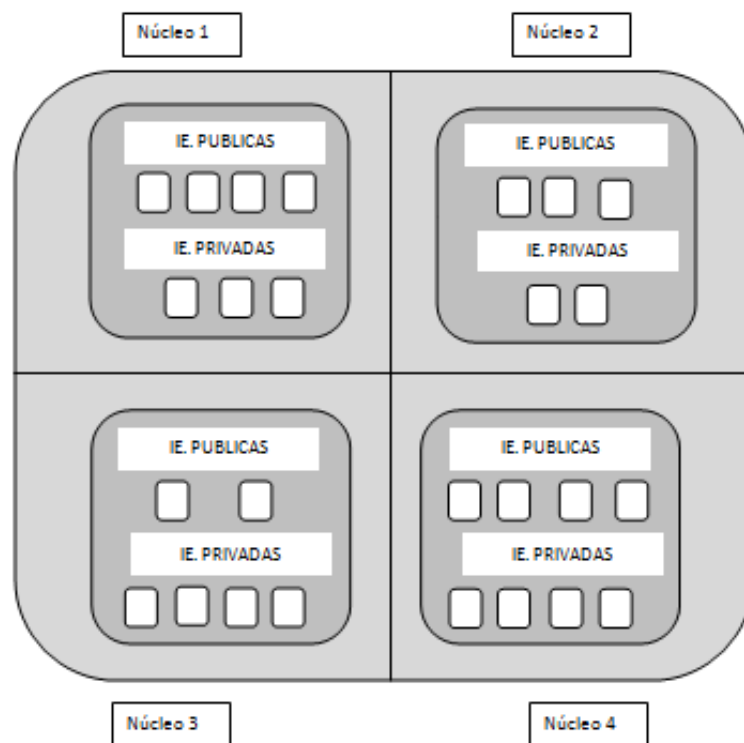 Núcleo 1
Núcleo 2
IE. PUBLICAS
IE. PRIVADAS
IE. PUBLICAS
IE. PRIVADAS
IE. PUBLICAS
IE. PRIVADAS
IE. PUBLICAS
IE. PRIVADAS
Núcleo 3
Núcleo 4